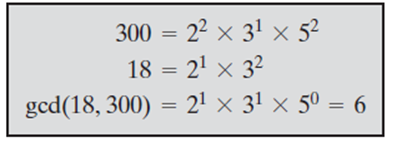 300 = 2² × 3¹ × 5²
18 = 2¹ × 3²
gcd(18, 300) = 2¹ × 3¹ × 5⁰ = 6